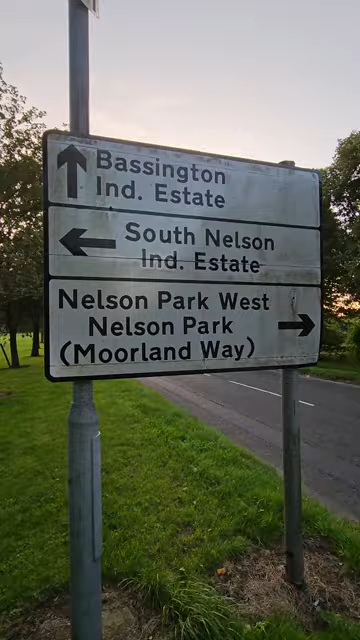 Bassington
Ind. Estate
South Nelson
Ind. Estate
Nelson Park West
Nelson Park
(Moorland Way)